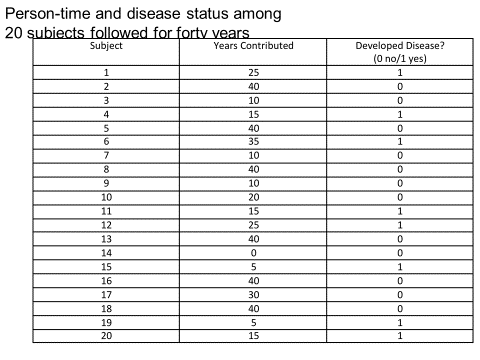 Person-time and disease status among
20 subjects followed for forty years
Subject Years Contributed Developed Disease?
(0 no/1 yes)
1 25 1
2 40 0
3 10 0
4 15 1
5 40 0
6 35 1
7 10 0
8 40 0
9 10 0
10 20 0
11 15 1
12 25 1
13 40 0
14 0 0
15 5 1
16 40 0
17 30 0
18 40 0
19 5 1
20 15 1